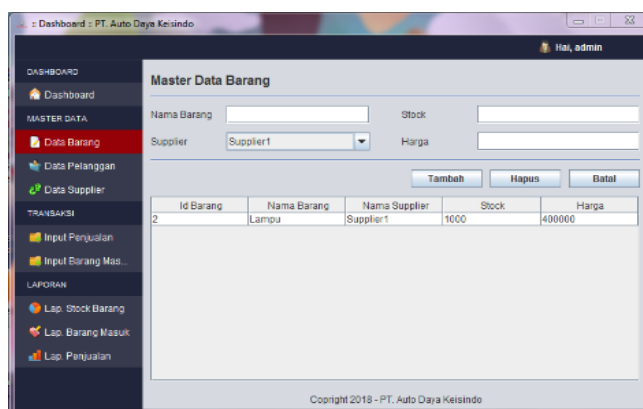 :: Dashboard :: PT. Auto Daya Keisindo
Hai, admin
DASHBOARD
Dashboard
MASTER DATA
Data Barang
Data Pelanggan
Data Supplier
TRANSAKSI
Input Penjualan
Input Barang Mas...
LAPORAN
Lap. Stock Barang
Lap. Barang Masuk
Lap. Penjualan
Master Data Barang
Nama Barang Stock
Supplier Supplier1 Harga
Tambah Hapus Batal
Id Barang Nama Barang Nama Supplier Stock Harga
2 Lampu Supplier1 1000 400000
Copright 2018 - PT. Auto Daya Keisindo